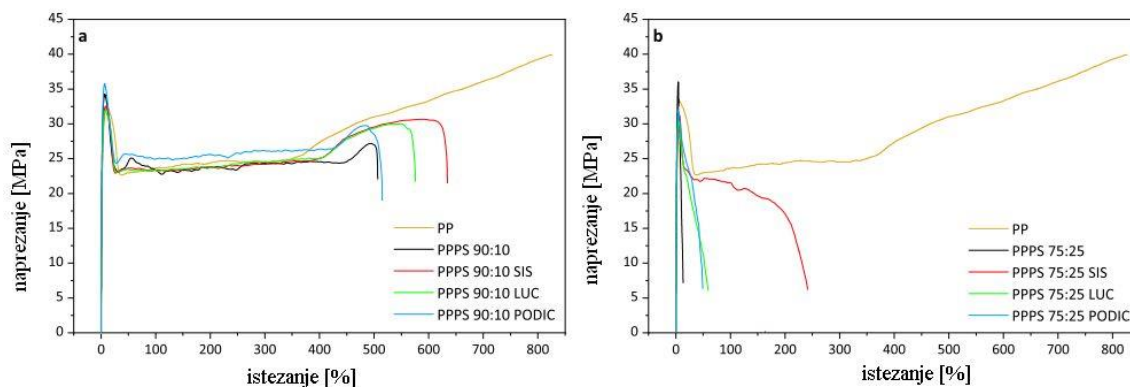 a
45
40
35
30
25
20
15
10
5
0
naprezanje [MPa]
0 100 200 300 400 500 600 700 800
istezanje [%]
PP
PPPS 90:10
PPPS 90:10 SIS
PPPS 90:10 LUC
PPPS 90:10 PODIC
b
45
40
35
30
25
20
15
10
5
0
naprezanje [MPa]
0 100 200 300 400 500 600 700 800
istezanje [%]
PP
PPPS 75:25
PPPS 75:25 SIS
PPPS 75:25 LUC
PPPS 75:25 PODIC